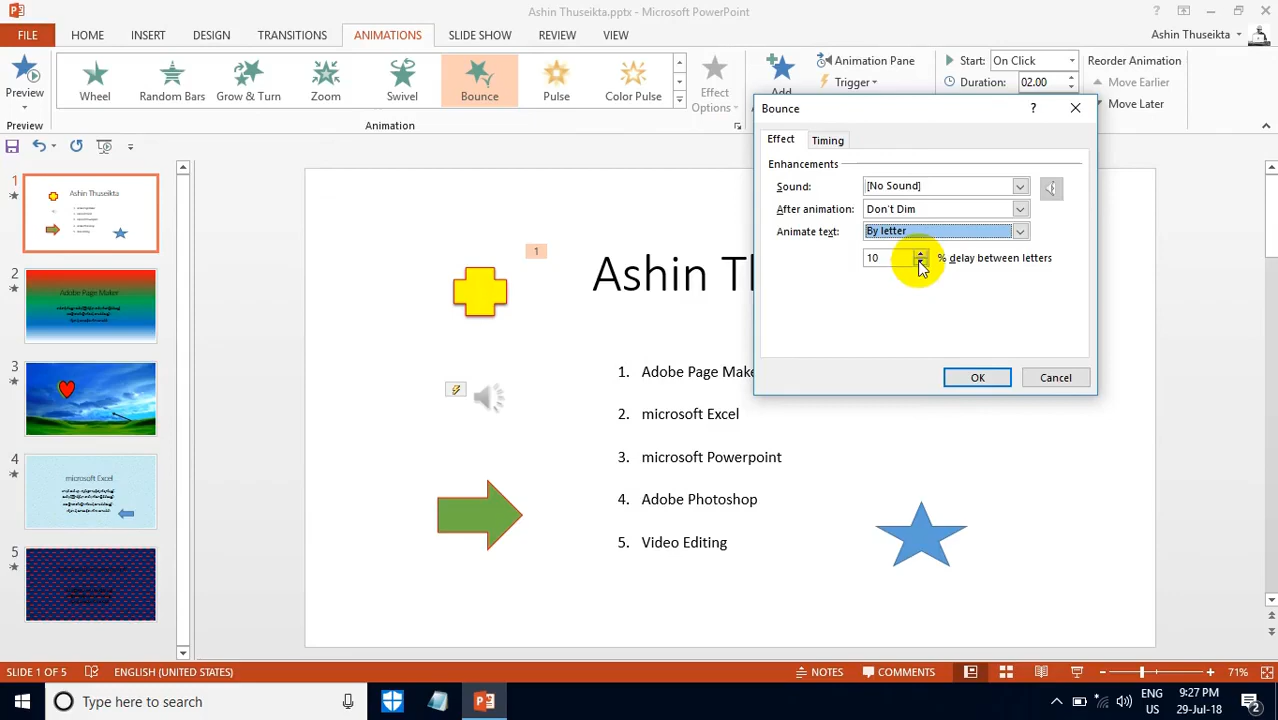 Ashin Thuseikta.pptx - Microsoft PowerPoint
FILE
HOME
INSERT
DESIGN
TRANSITIONS
ANIMATIONS
SLIDE SHOW
REVIEW
VIEW
Ashin Thuseikta
Preview
Wheel
Random Bars
Grow & Turn
Zoom
Swivel
Bounce
Pulse
Color Pulse
Effect
Options
Add
Animation Pane
Trigger
Start: On Click
Duration: 02.00
Reorder Animation
Move Earlier
Move Later
Preview
Animation
Bounce
Effect
Timing
Enhancements
Sound: [No Sound]
After animation: Don't Dim
Animate text: By letter
10 % delay between letters
OK
Cancel
1
Ashin Thuseikta
2
Adobe Page Maker
3
4
microsoft Excel
5
1
Ashin Th
1. Adobe Page Make
2. microsoft Excel
3. microsoft Powerpoint
4. Adobe Photoshop
5. Video Editing
SLIDE 1 OF 5
ENGLISH (UNITED STATES)
NOTES
COMMENTS
71%
Type here to search
ENG
US
9:27 PM
29-Jul-18
2